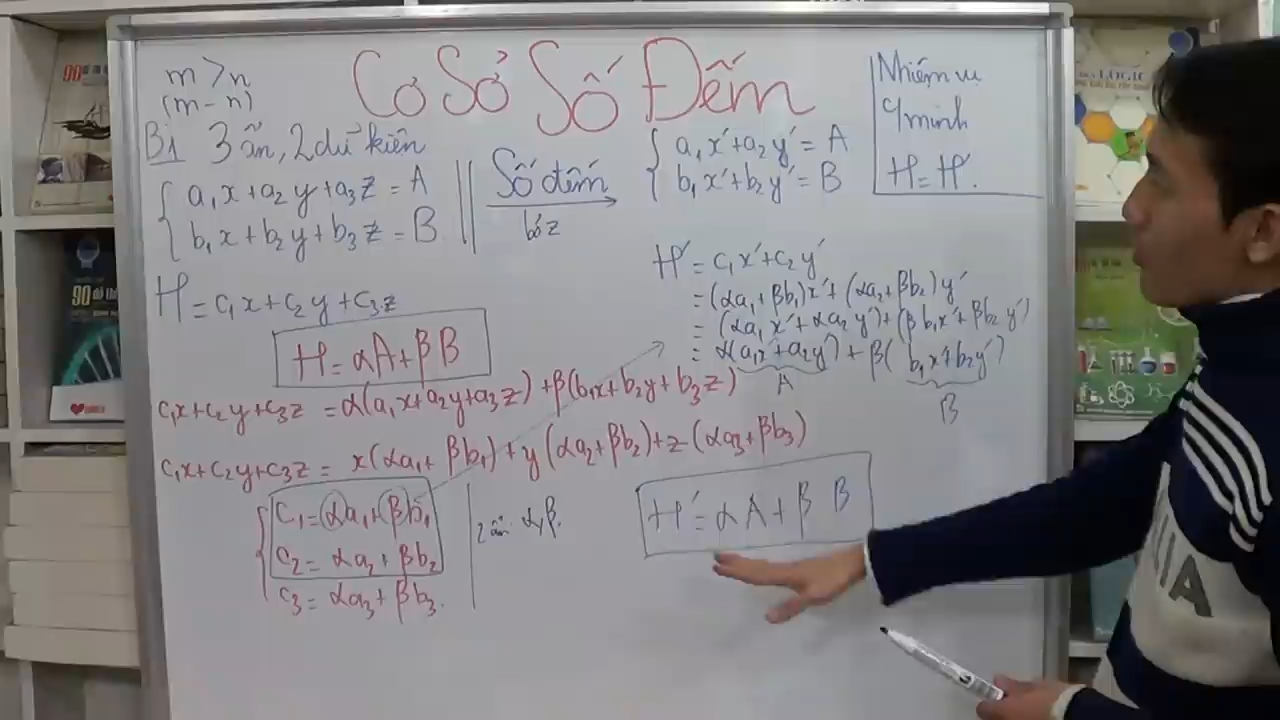 Cơ Sở Số Đếm
m > n
(m - n)
B1 3 ẩn, 2 dữ kiện
{ a₁x + a₂y + a₃z = A
{ b₁x + b₂y + b₃z = B
Số đếm
bỏ z
{ a₁x' + a₂y' = A
{ b₁x' + b₂y' = B
Nhiệm vụ
c/minh
H = H'.
H = c₁x + c₂y + c₃z
H = αA + βB
c₁x + c₂y + c₃z = α(a₁x + a₂y + a₃z) + β(b₁x + b₂y + b₃z)
c₁x + c₂y + c₃z = x(αa₁ + βb₁) + y(αa₂ + βb₂) + z(αa₃ + βb₃)
{ c₁ = αa₁ + βb₁
c₂ = αa₂ + βb₂
c₃ = αa₃ + βb₃.
2 ẩn: α, β.
H' = c₁x' + c₂y'
= (αa₁ + βb₁)x' + (αa₂ + βb₂)y'
= (αa₁x' + αa₂y') + (βb₁x' + βb₂y')
= α(a₁x' + a₂y') + β(b₁x' + b₂y')
A
B
H' = αA + β B
90
90
LOGIC